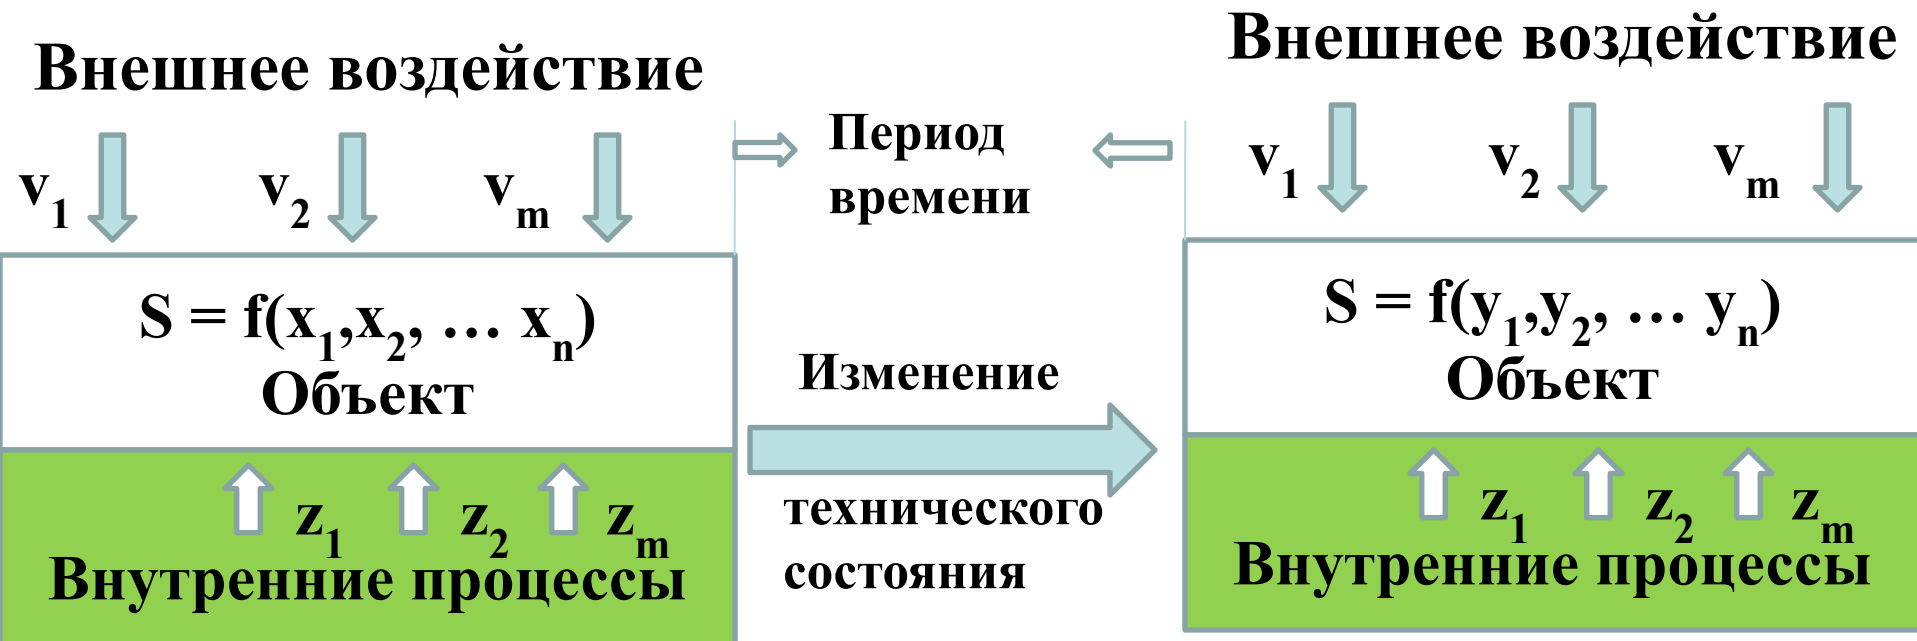 Внешнее воздействие
v1 v2 vm
S = f(x1,x2, … xn)
Объект
z1 z2 zm
Внутренние процессы
Период
времени
Изменение
технического
состояния
Внешнее воздействие
v1 v2 vm
S = f(y1,y2, … yn)
Объект
z1 z2 zm
Внутренние процессы